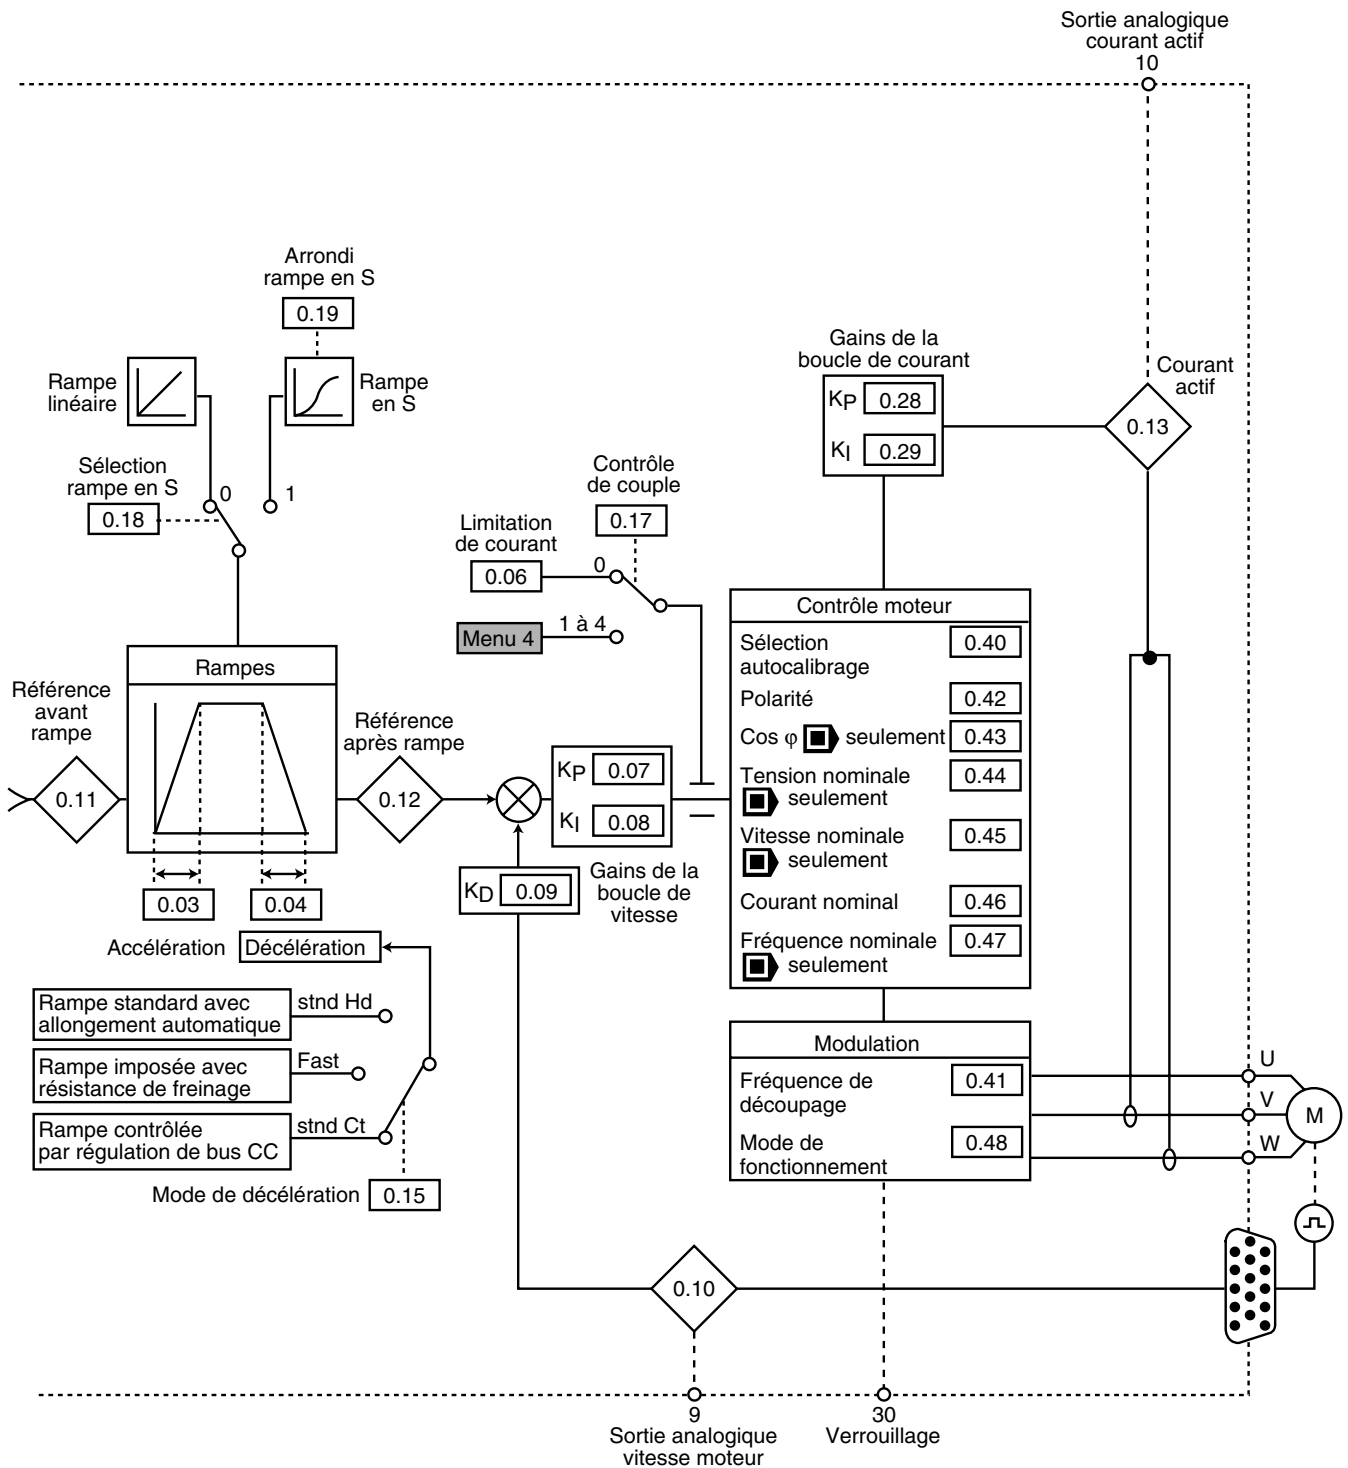 Sortie analogique
courant actif
10
Arrondi
rampe en S
0.19
Rampe
linéaire
Rampe
en S
Sélection
rampe en S
0.18
0
1
Gains de la
boucle de courant
KP 0.28
KI 0.29
Courant
actif
0.13
Contrôle
de couple
0.17
Limitation
de courant
0.06
0
Menu 4
1 à 4
Référence
avant
rampe
0.11
Rampes
0.03
0.04
Accélération
Décélération
Référence
après rampe
0.12
KP 0.07
KI 0.08
KD 0.09
Gains de la
boucle de
vitesse
Contrôle moteur
Sélection
autocalibrage
0.40
Polarité
0.42
Cos φ seulement
0.43
Tension nominale
seulement
0.44
Vitesse nominale
seulement
0.45
Courant nominal
0.46
Fréquence nominale
seulement
0.47
Rampe standard avec
allongement automatique
stnd Hd
Rampe imposée avec
résistance de freinage
Fast
Rampe contrôlée
par régulation de bus CC
stnd Ct
Mode de décélération
0.15
Modulation
Fréquence de
découpage
0.41
Mode de
fonctionnement
0.48
U
V
W
M
0.10
9
Sortie analogique
vitesse moteur
30
Verrouillage